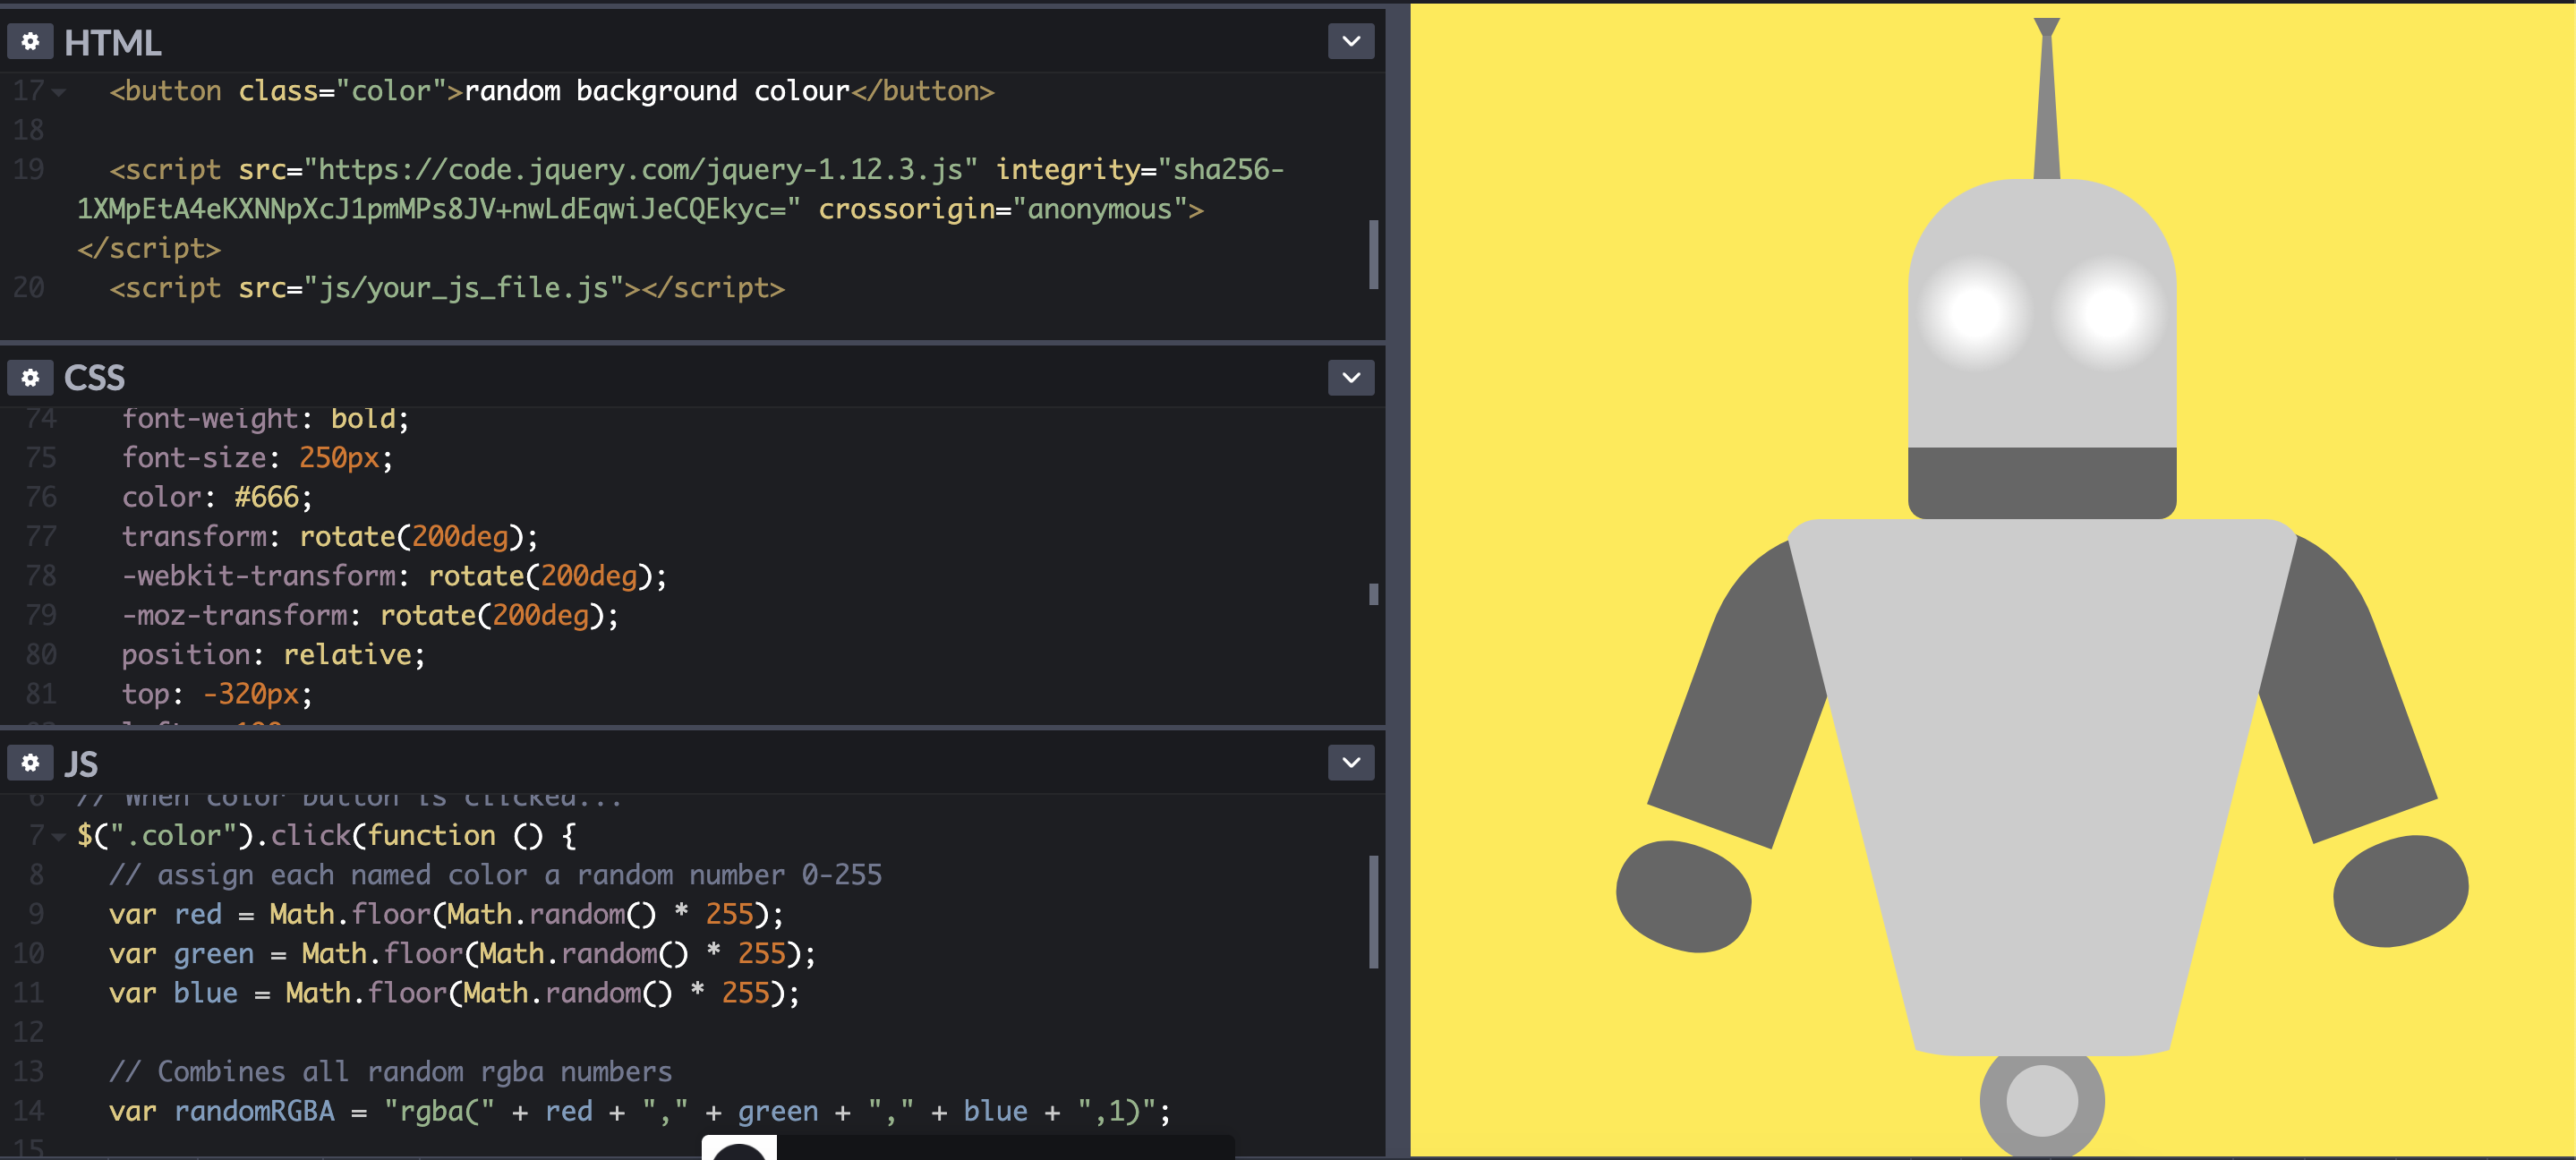 HTML
17 <button class="color">random background colour</button>
18
19 <script src="https://code.jquery.com/jquery-1.12.3.js" integrity="sha256-
1XMpEtA4eKXNNpXcJ1pmMPs8JV+nwLdEqwiJeCQEkyc=" crossorigin="anonymous">
</script>
20 <script src="js/your_js_file.js"></script>
CSS
74 font-weight: bold;
75 font-size: 250px;
76 color: #666;
77 transform: rotate(200deg);
78 -webkit-transform: rotate(200deg);
79 -moz-transform: rotate(200deg);
80 position: relative;
81 top: -320px;
JS
6 // When color button is clicked...
7 $(".color").click(function () {
8 // assign each named color a random number 0-255
9 var red = Math.floor(Math.random() * 255);
10 var green = Math.floor(Math.random() * 255);
11 var blue = Math.floor(Math.random() * 255);
12
13 // Combines all random rgba numbers
14 var randomRGBA = "rgba(" + red + "," + green + "," + blue + ",1)";
15